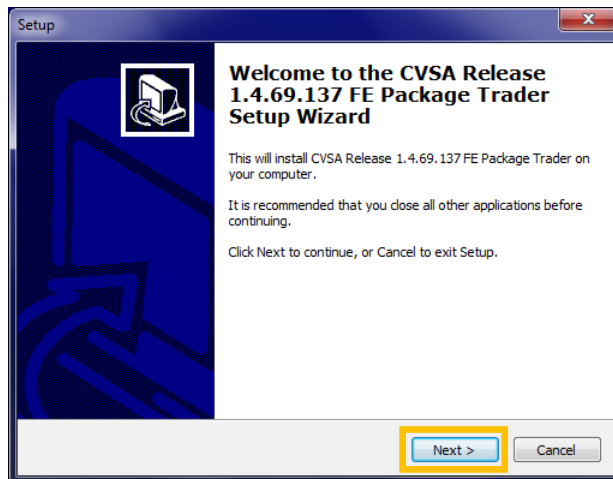 Setup
Welcome to the CVSA Release
1.4.69.137 FE Package Trader
Setup Wizard
This will install CVSA Release 1.4.69.137 FE Package Trader on
your computer.
It is recommended that you close all other applications before
continuing.
Click Next to continue, or Cancel to exit Setup.
Next >
Cancel